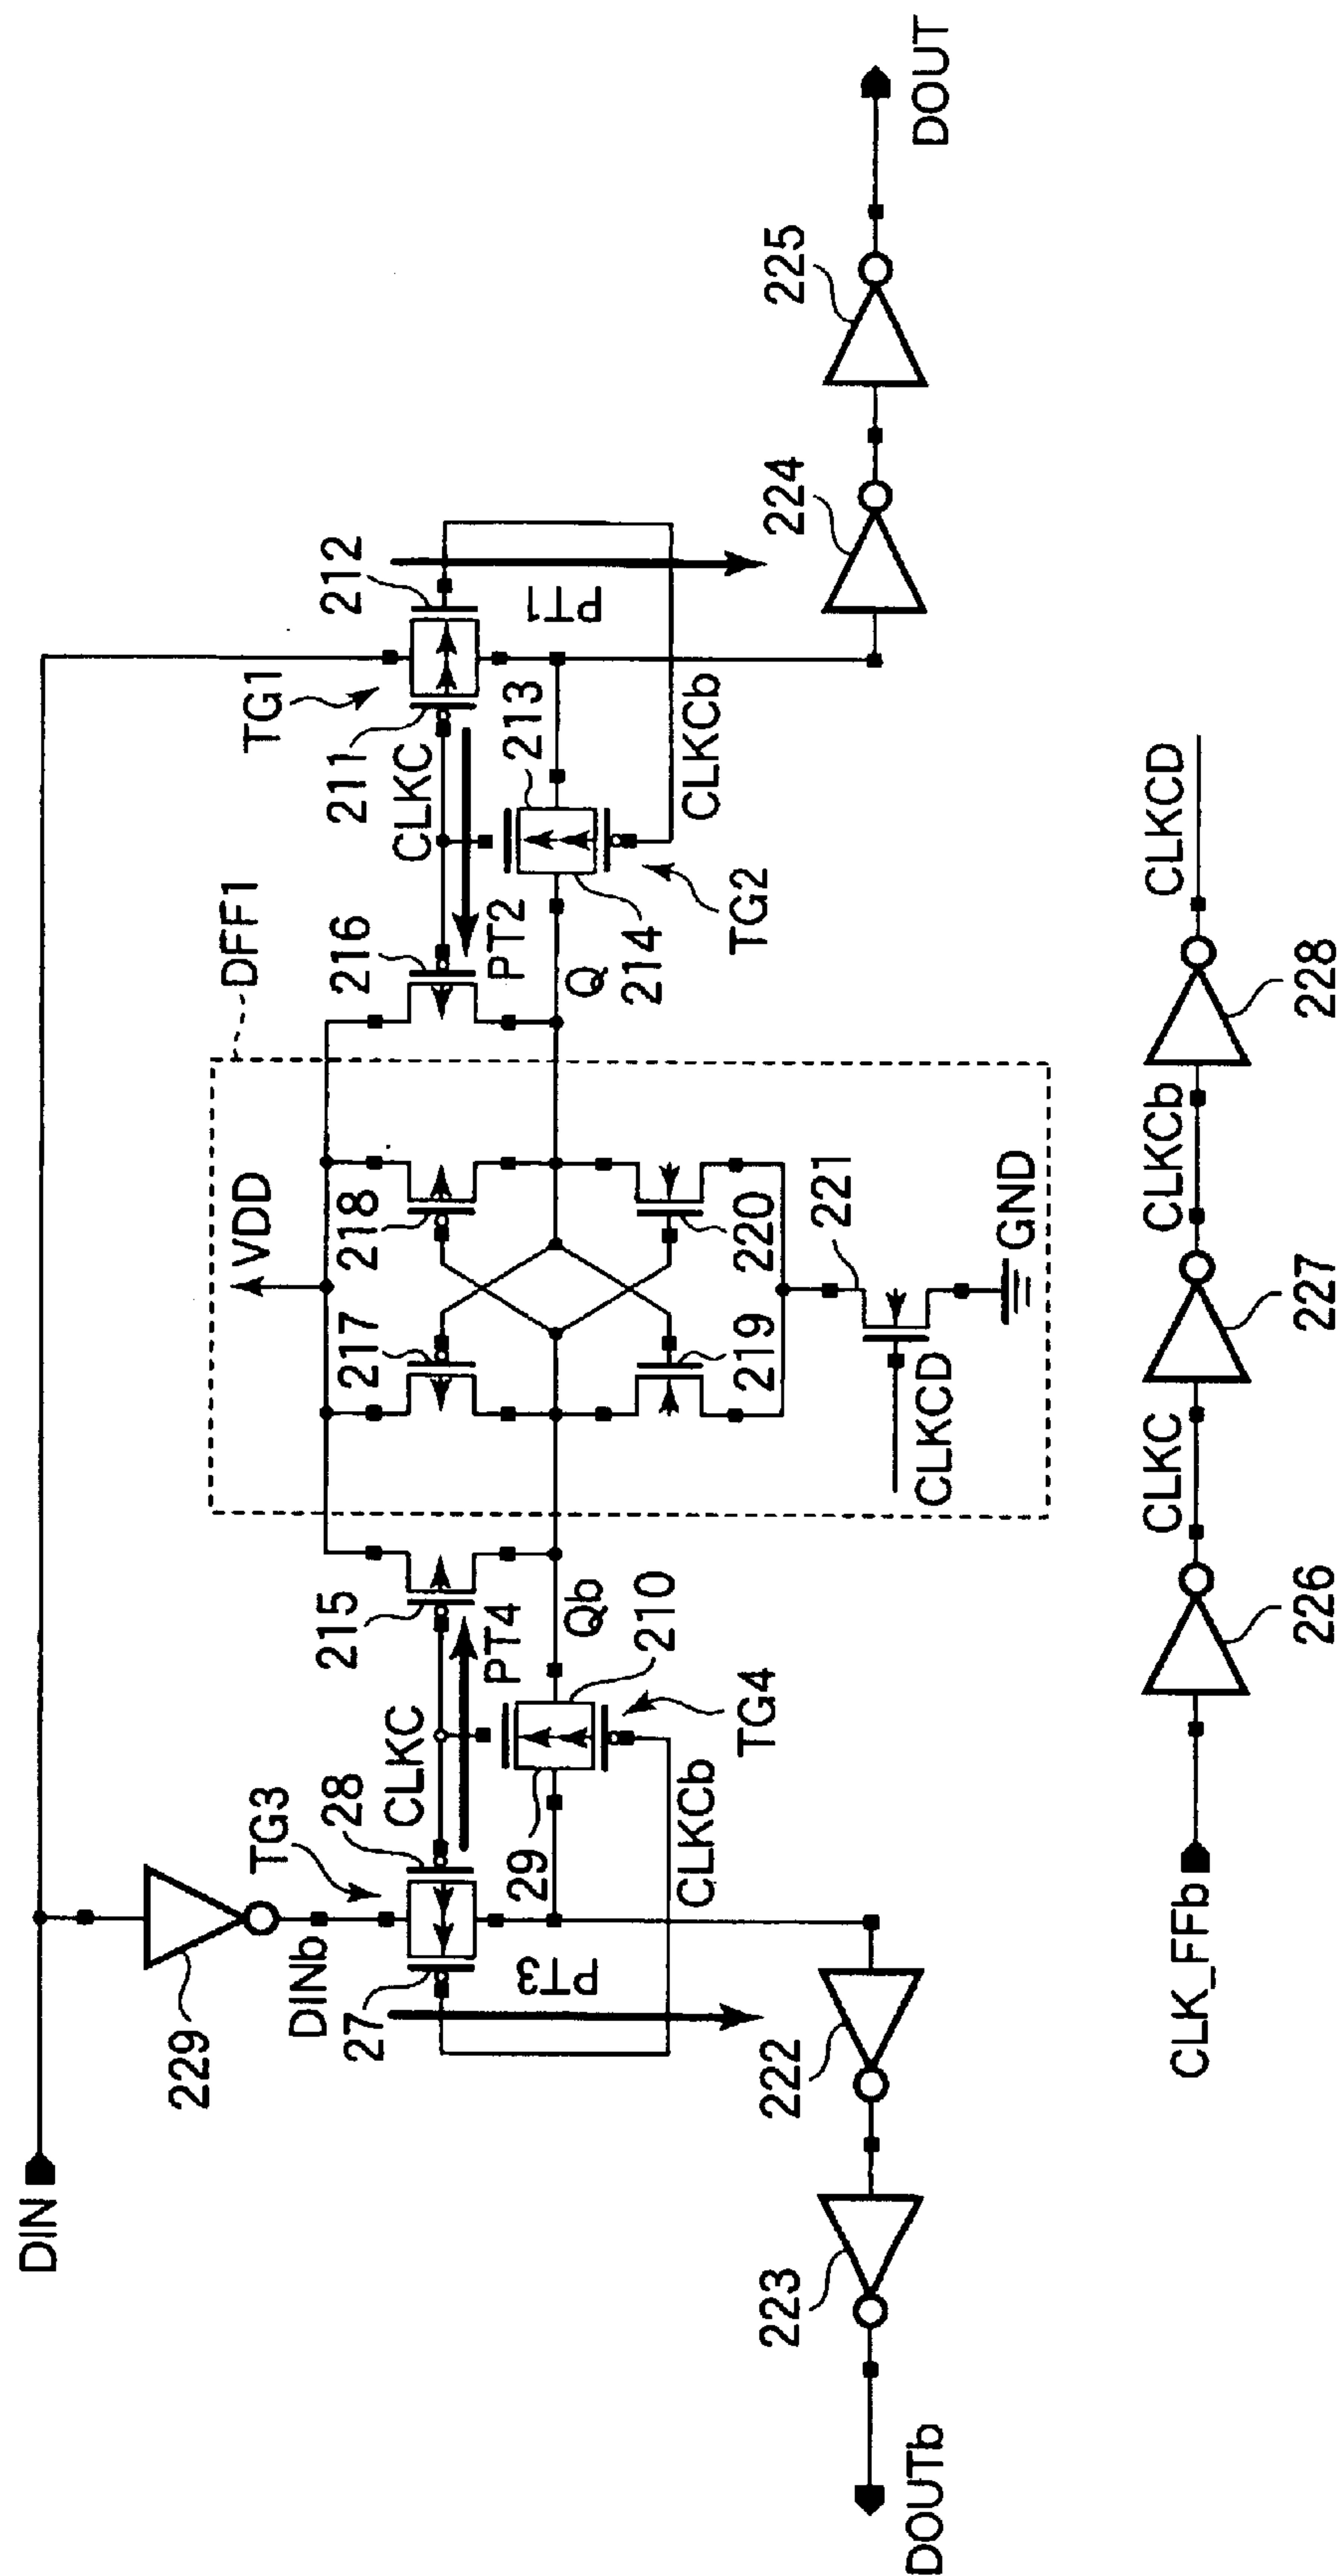 DIN
229
DINb
TG3
27
28
PT3
CLKC
PT4
29
210
TG4
CLKCb
215
Qb
222
223
DOUTb
DFF1
VDD
217
218
219
220
221
CLKCD
GND
216
PT2
Q
214
CLKC
211
TG1
212
213
TG2
PT1
CLKCb
224
225
DOUT
CLK_FFb
226
CLKC
227
CLKCb
228
CLKCD